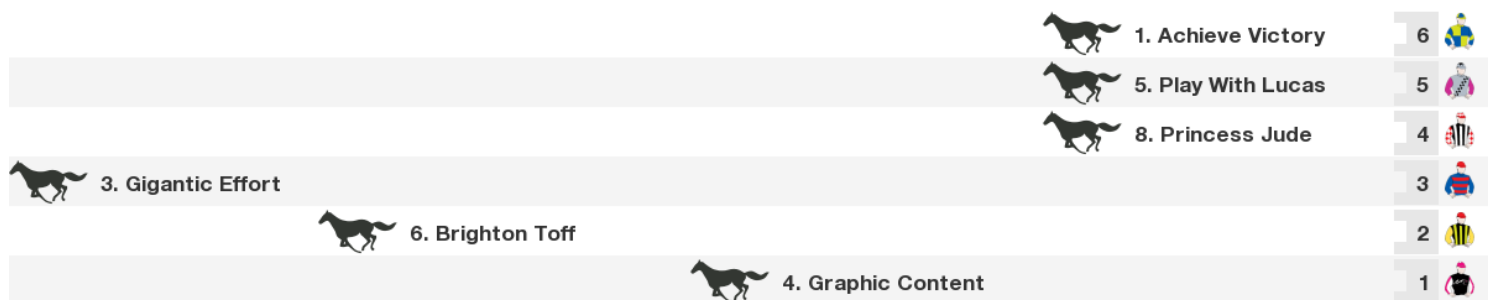 1. Achieve Victory 6
5. Play With Lucas 5
8. Princess Jude 4
3. Gigantic Effort 3
6. Brighton Toff 2
4. Graphic Content 1